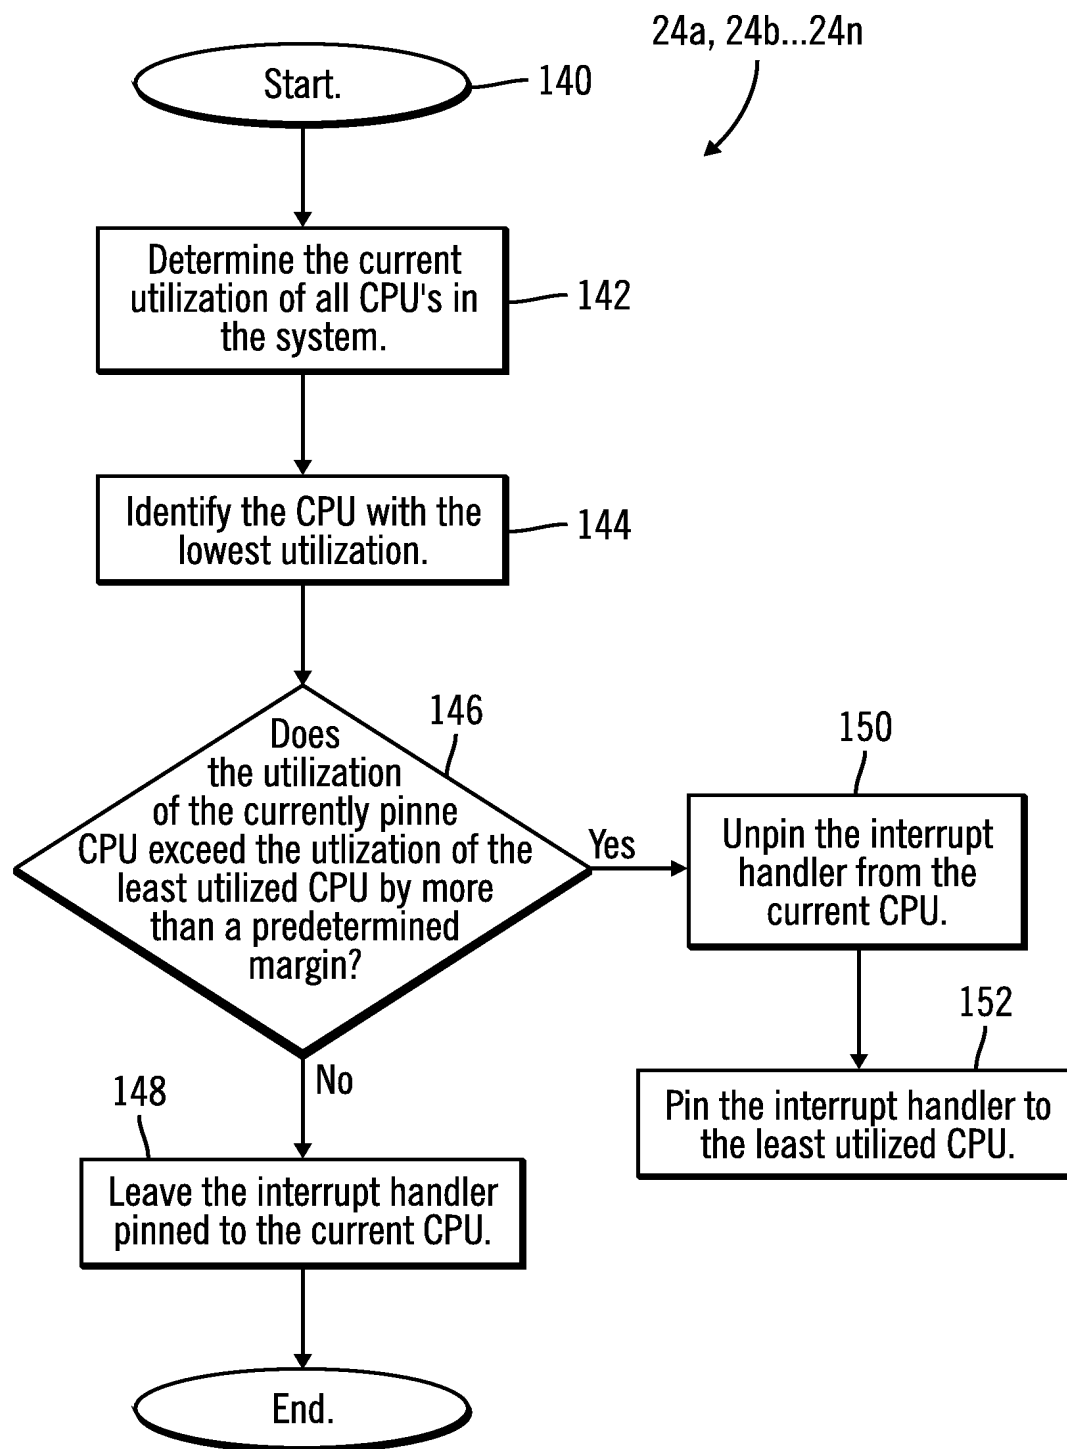 24a, 24b...24n
Start.
140
Determine the current
utilization of all CPU's in
the system.
142
Identify the CPU with the
lowest utilization.
144
146
Does
the utilization
of the currently pinne
CPU exceed the utlization of the
least utilized CPU by more
than a predetermined
margin?
Yes
150
Unpin the interrupt
handler from the
current CPU.
152
Pin the interrupt handler to
the least utilized CPU.
No
148
Leave the interrupt handler
pinned to the current CPU.
End.